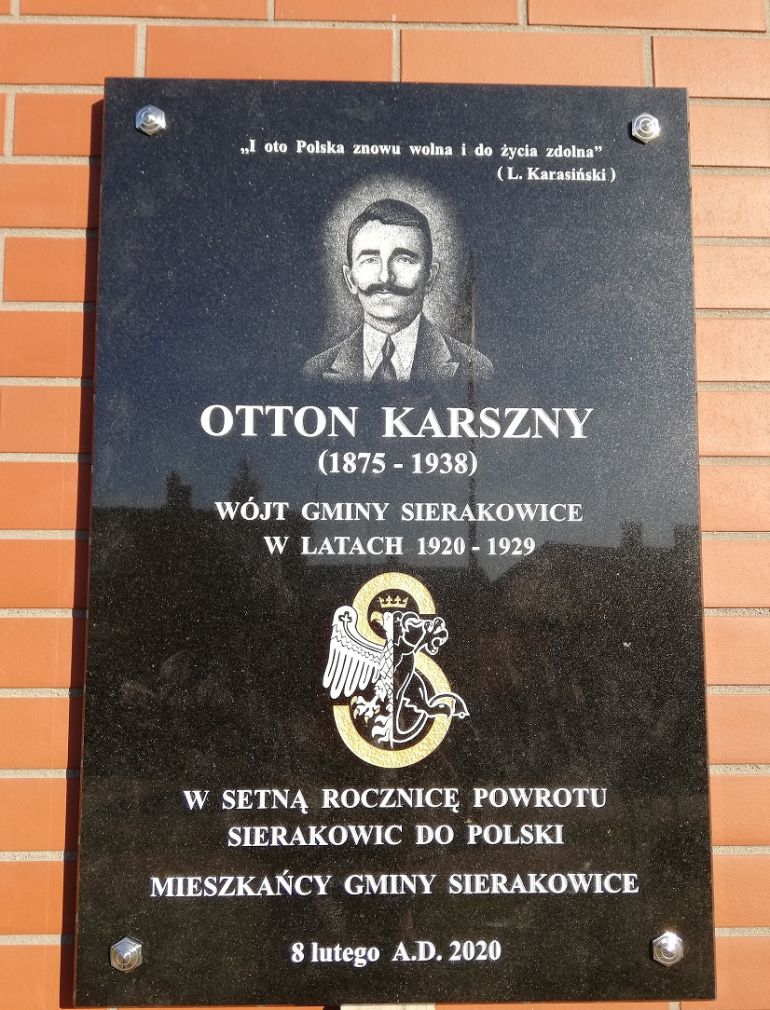 „I oto Polska znowu wolna i do życia zdolna”
( L. Karasiński )
OTTON KARSZNY
(1875 - 1938)
WÓJT GMINY SIERAKOWICE
W LATACH 1920 - 1929
S
W SETNĄ ROCZNICĘ POWROTU
SIERAKOWIC DO POLSKI
MIESZKAŃCY GMINY SIERAKOWICE
8 lutego A.D. 2020